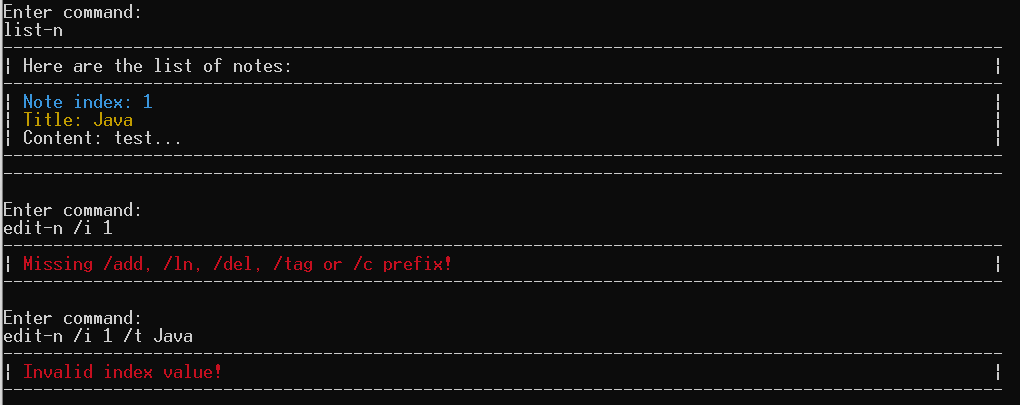 Enter command:
list-n
| Here are the list of notes: |
| Note index: 1 |
| Title: Java |
| Content: test... |
Enter command:
edit-n /i 1
| Missing /add, /ln, /del, /tag or /c prefix! |
Enter command:
edit-n /i 1 /t Java
| Invalid index value! |